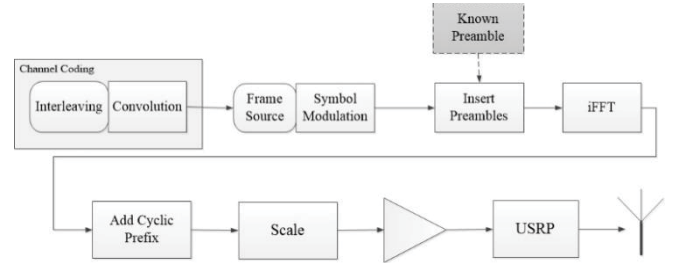 Known
Preamble
Channel Coding
Interleaving Convolution
Frame
Source
Symbol
Modulation
Insert
Preambles
iFFT
Add Cyclic
Prefix
Scale
USRP